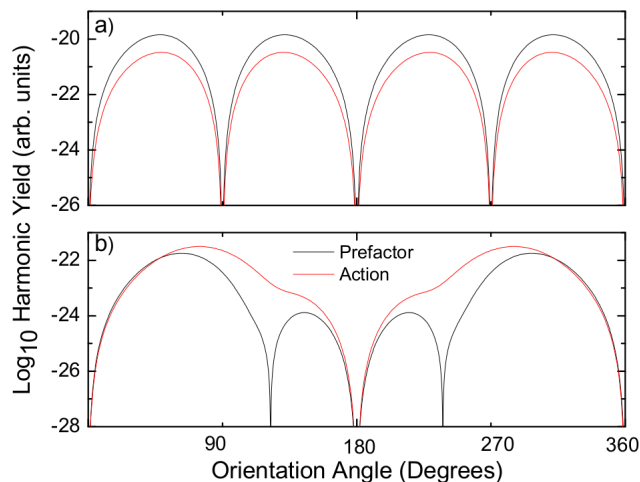 a)
-20
-22
-24
-26
b)
Prefactor
Action
-22
-24
-26
-28
90
180
270
360
Orientation Angle (Degrees)
Log10 Harmonic Yield (arb. units)